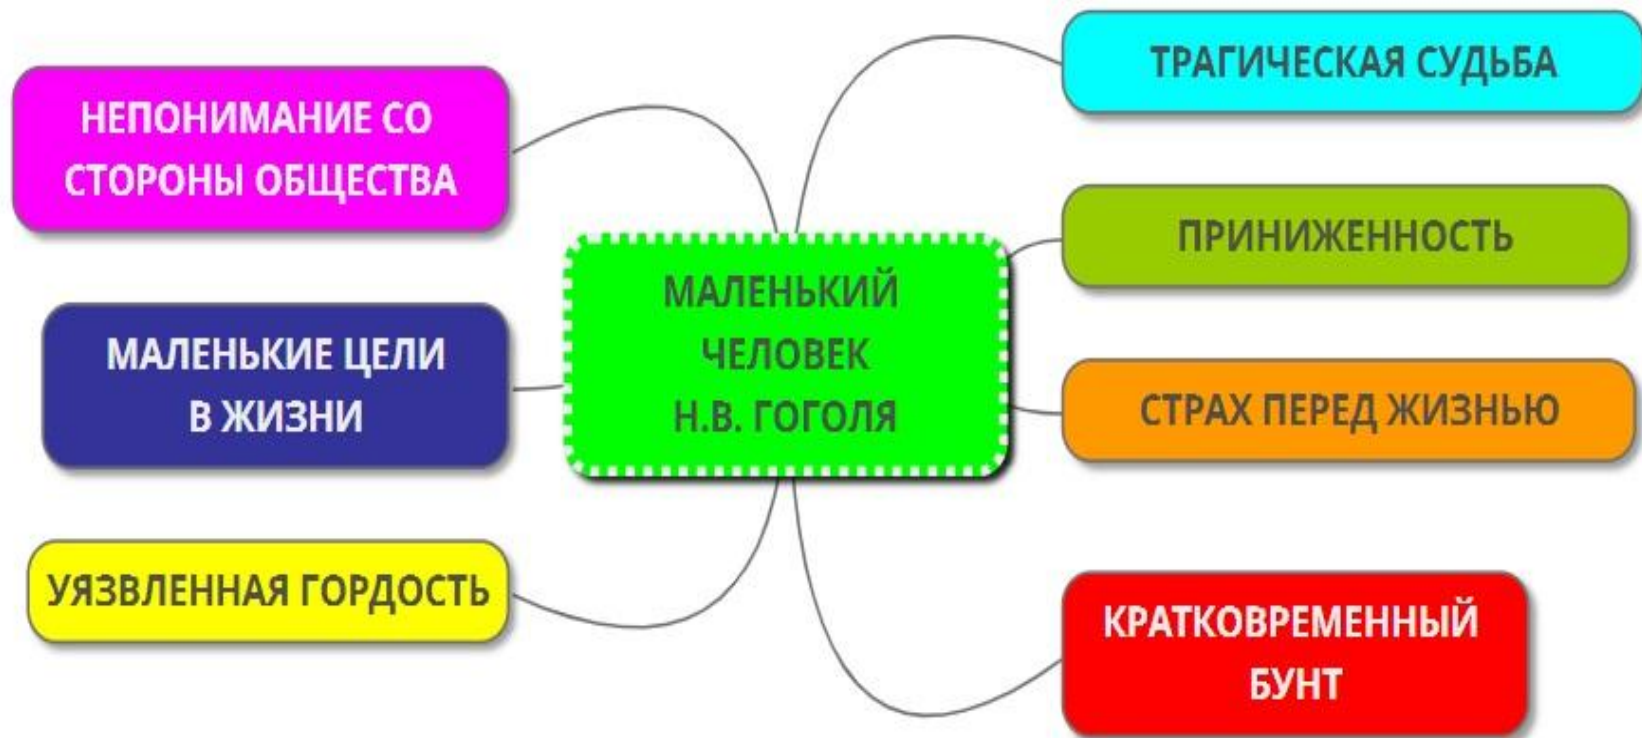 НЕПОНИМАНИЕ СО
СТОРОНЫ ОБЩЕСТВА
МАЛЕНЬКИЕ ЦЕЛИ
В ЖИЗНИ
УЯЗВЛЕННАЯ ГОРДОСТЬ
МАЛЕНЬКИЙ
ЧЕЛОВЕК
Н.В. ГОГОЛЯ
ТРАГИЧЕСКАЯ СУДЬБА
ПРИНИЖЕННОСТЬ
СТРАХ ПЕРЕД ЖИЗНЬЮ
КРАТКОВРЕМЕННЫЙ
БУНТ